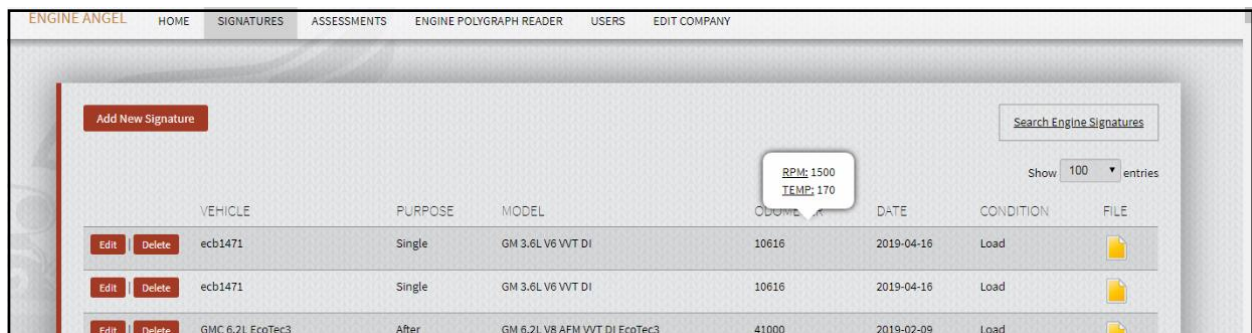 ENGINE ANGEL HOME SIGNATURES ASSESSMENTS ENGINE POLYGRAPH READER USERS EDIT COMPANY
Add New Signature Search Engine Signatures
Show 100 entries
RPM: 1500
TEMP: 170
VEHICLE PURPOSE MODEL DATE CONDITION FILE
Edit | Delete ecb1471 Single GM 3.6L V6 VVT DI 10616 2019-04-16 Load
Edit | Delete ecb1471 Single GM 3.6L V6 VVT DI 10616 2019-04-16 Load
Edit | Delete GMC 6.2L EcoTec3 After GM 6.2L V8 AFM VVT DI EcoTec3 41000 2019-02-09 Load